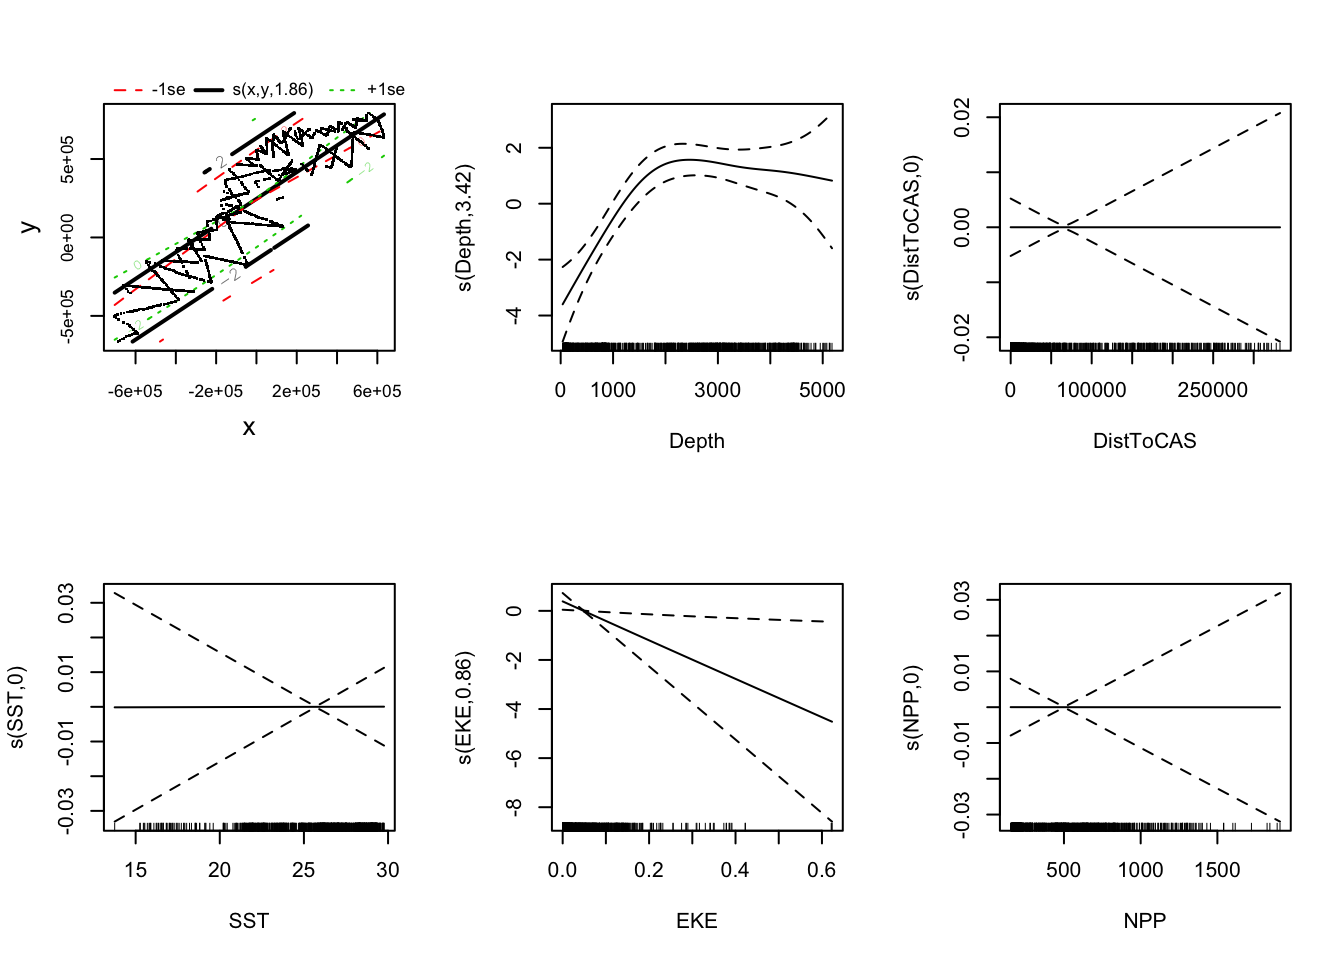 -1se s(x,y,1.86) +1se
y
5e+05
0e+00
-5e+05
2
-2
0
-2
-6e+05 -2e+05 2e+05 6e+05
x
s(Depth,3.42)
2
0
-2
-4
0 1000 3000 5000
Depth
s(DistToCAS,0)
0.02
0.00
-0.02
0 100000 250000
DistToCAS
s(SST,0)
0.03
0.01
-0.01
-0.03
15 20 25 30
SST
s(EKE,0.86)
0
-2
-4
-6
-8
0.0 0.2 0.4 0.6
EKE
s(NPP,0)
0.03
0.01
-0.01
-0.03
500 1000 1500
NPP